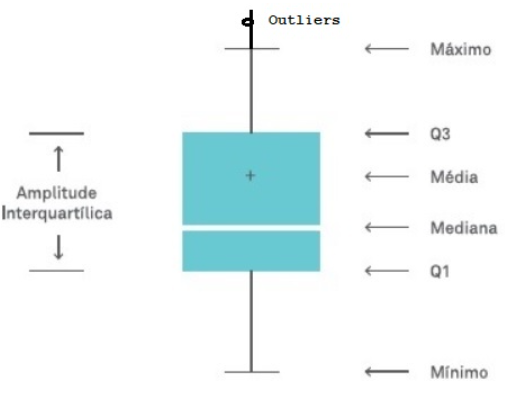 Outliers
Máximo
Q3
Média
Amplitude
Interquartílica
Mediana
Q1
Mínimo